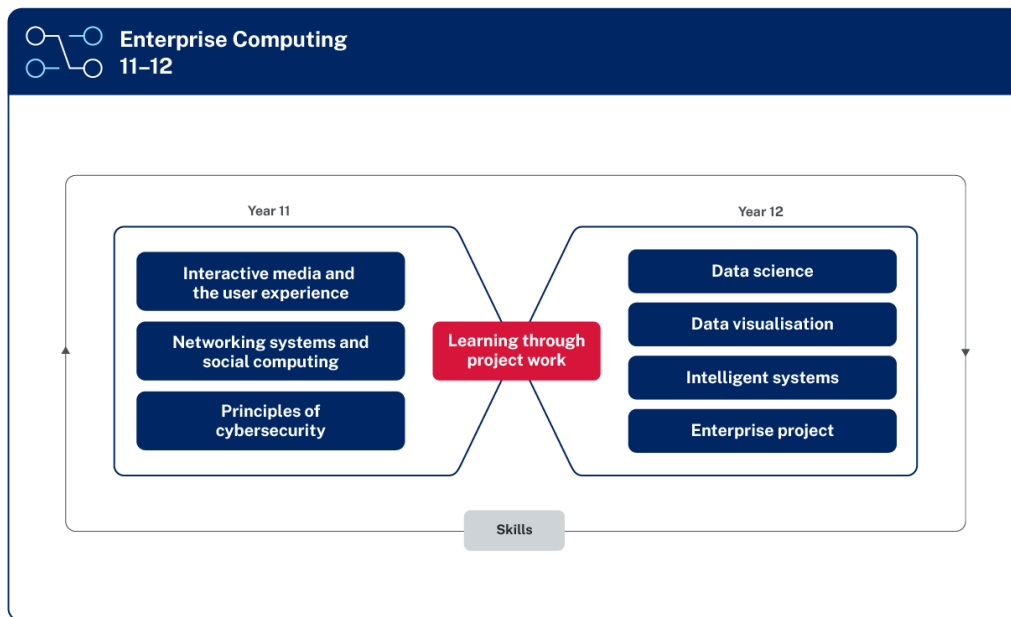 Enterprise Computing
11–12
Year 11
Interactive media and
the user experience
Networking systems and
social computing
Principles of
cybersecurity
Learning through
project work
Year 12
Data science
Data visualisation
Intelligent systems
Enterprise project
Skills